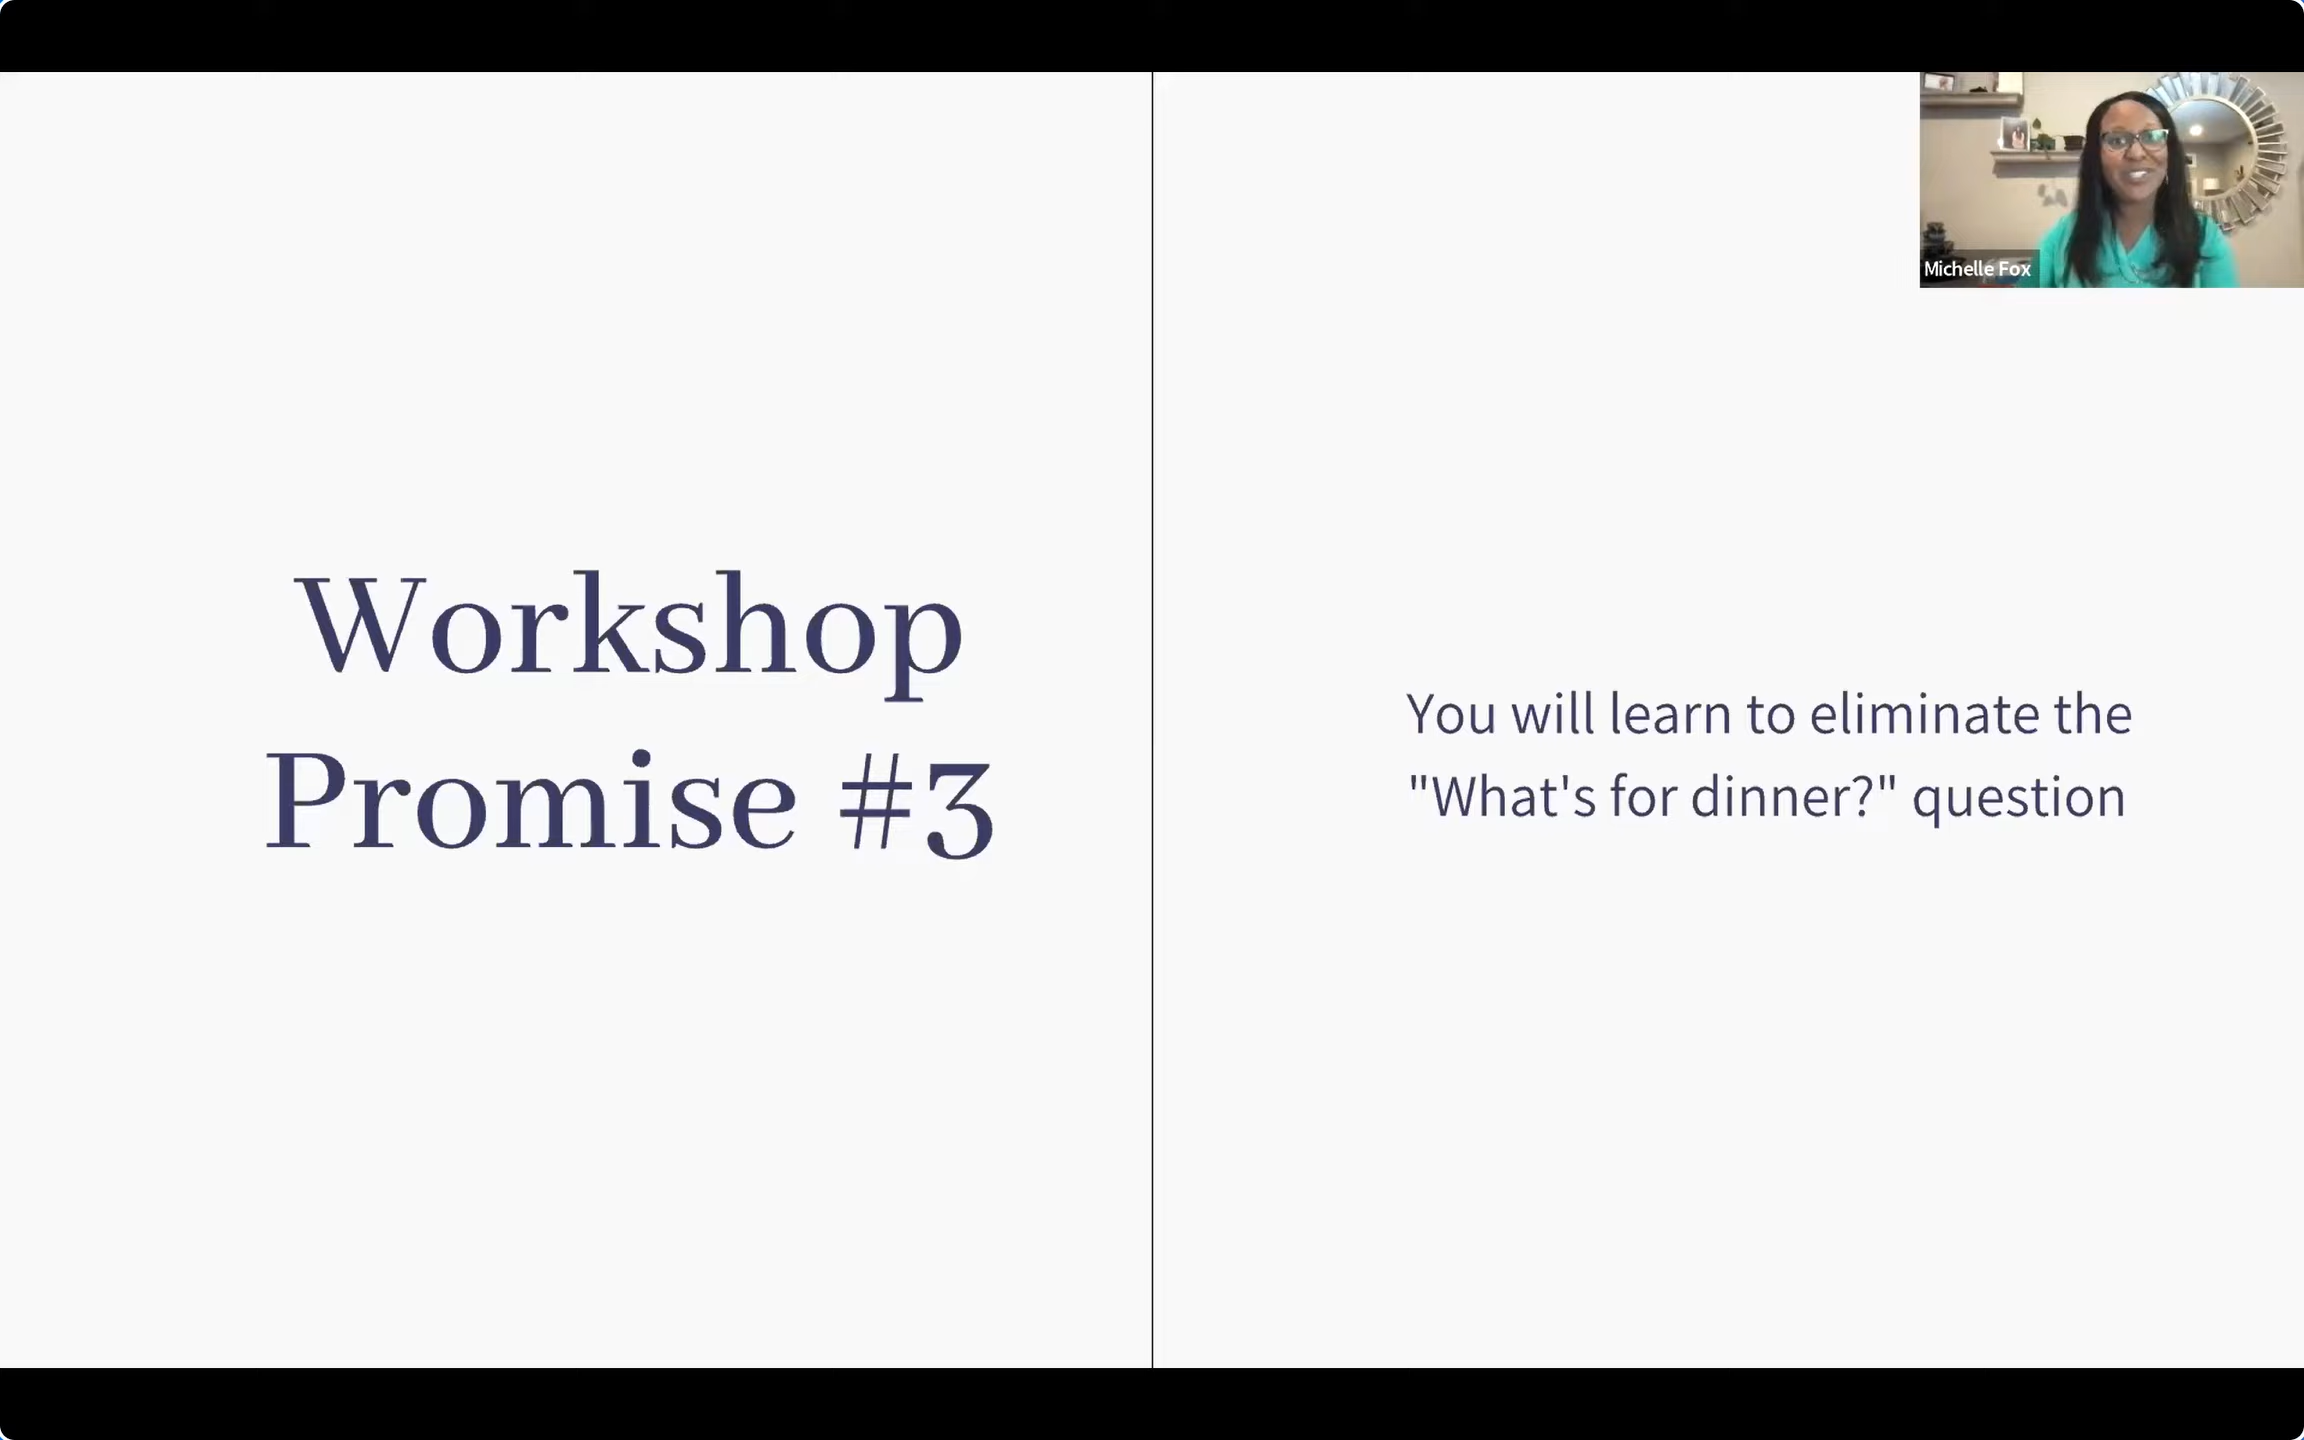 Workshop
Promise #3
You will learn to eliminate the
"What's for dinner?" question
Michelle Fox